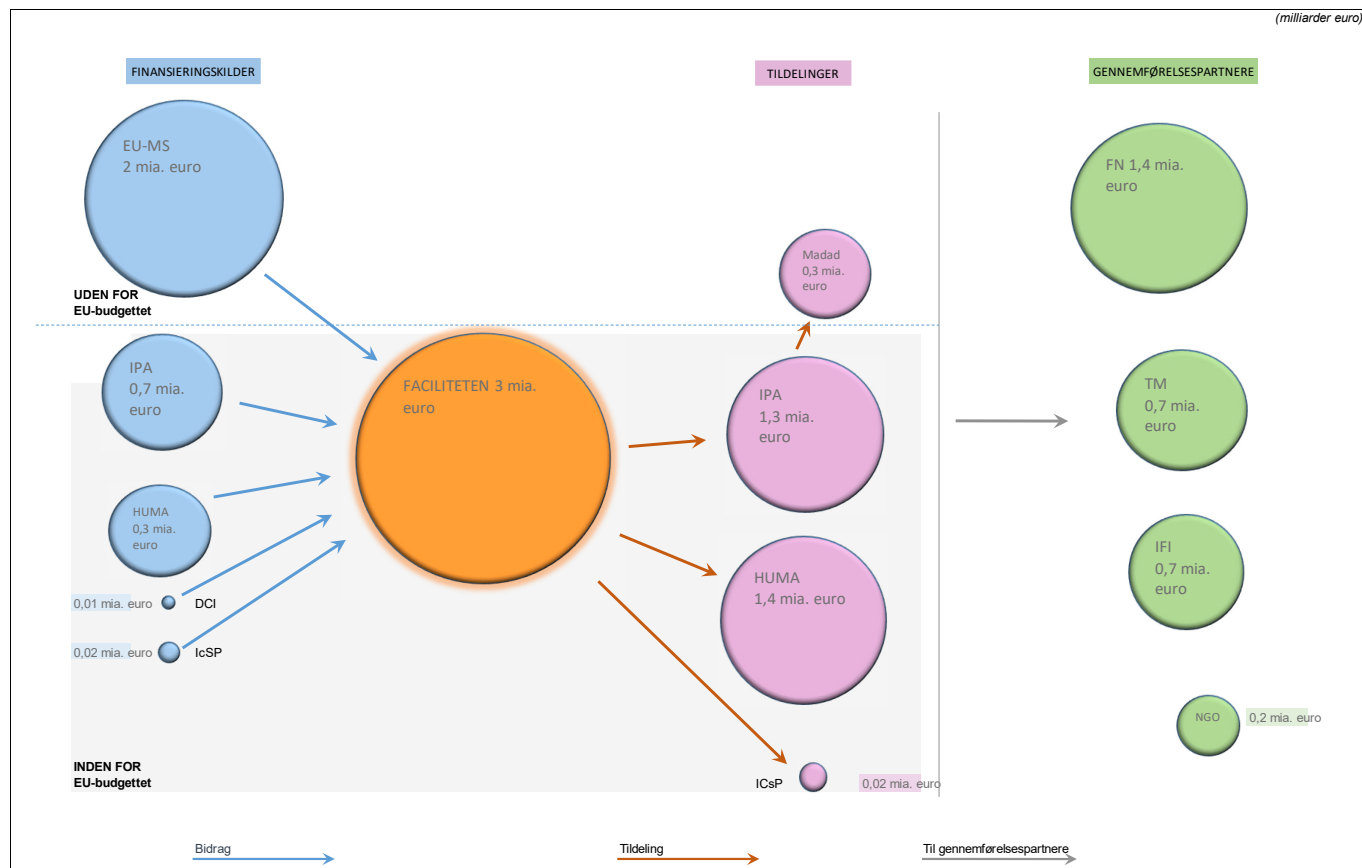 (milliarder euro)
FINANSIERINGSKILDER
TILDELINGER
GENNEMFØRELSESPARTNERE
EU-MS
2 mia. euro
FN 1,4 mia.
euro
Madad
0,3 mia.
euro
UDEN FOR
EU-budgettet
IPA
0,7 mia.
euro
FACILITETEN 3 mia.
euro
IPA
1,3 mia.
euro
TM
0,7 mia.
euro
HUMA
0,3 mia.
euro
HUMA
1,4 mia. euro
IFI
0,7 mia.
euro
0,01 mia. euro
DCI
0,02 mia. euro
IcSP
NGO
0,2 mia. euro
INDEN FOR
EU-budgettet
ICsP
0,02 mia. euro
Bidrag
Tildeling
Til gennemførelsespartnere